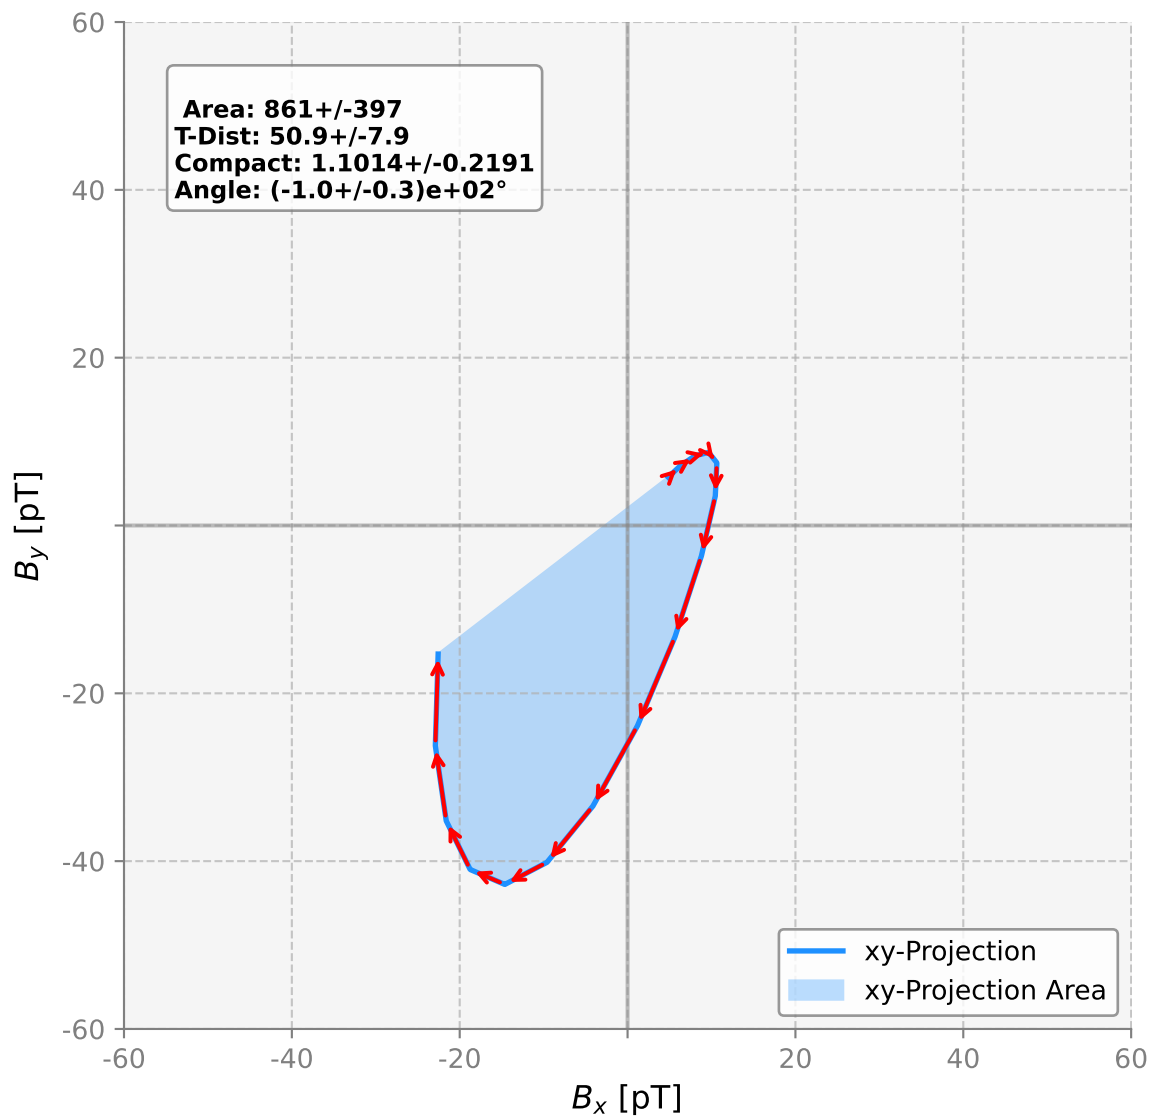 60
40
20
-20
-40
-60
Area: 861+/-397
T-Dist: 50.9+/-7.9
Compact: 1.1014+/-0.2191
Angle: (-1.0+/-0.3)e+02°
B_y [pT]
xy-Projection
xy-Projection Area
-60 -40 -20 20 40 60
B_x [pT]